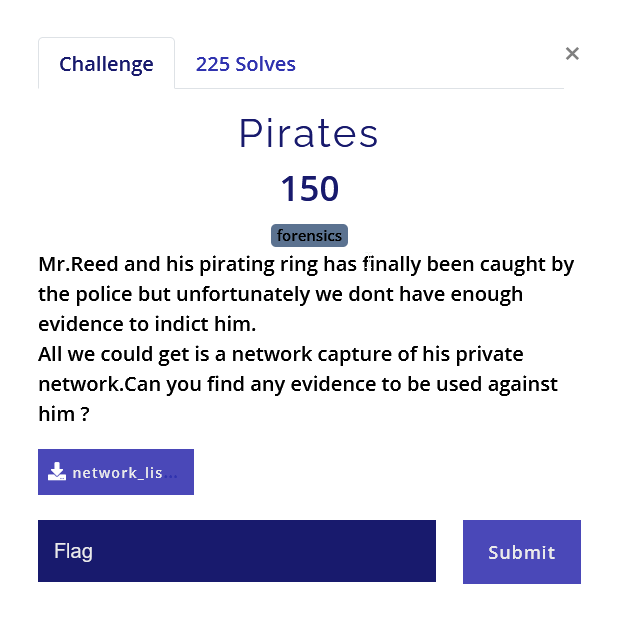 Challenge
225 Solves
×
Pirates
150
forensics
Mr.Reed and his pirating ring has finally been caught by
the police but unfortunately we dont have enough
evidence to indict him.
All we could get is a network capture of his private
network.Can you find any evidence to be used against
him ?
network_lis...
Flag
Submit